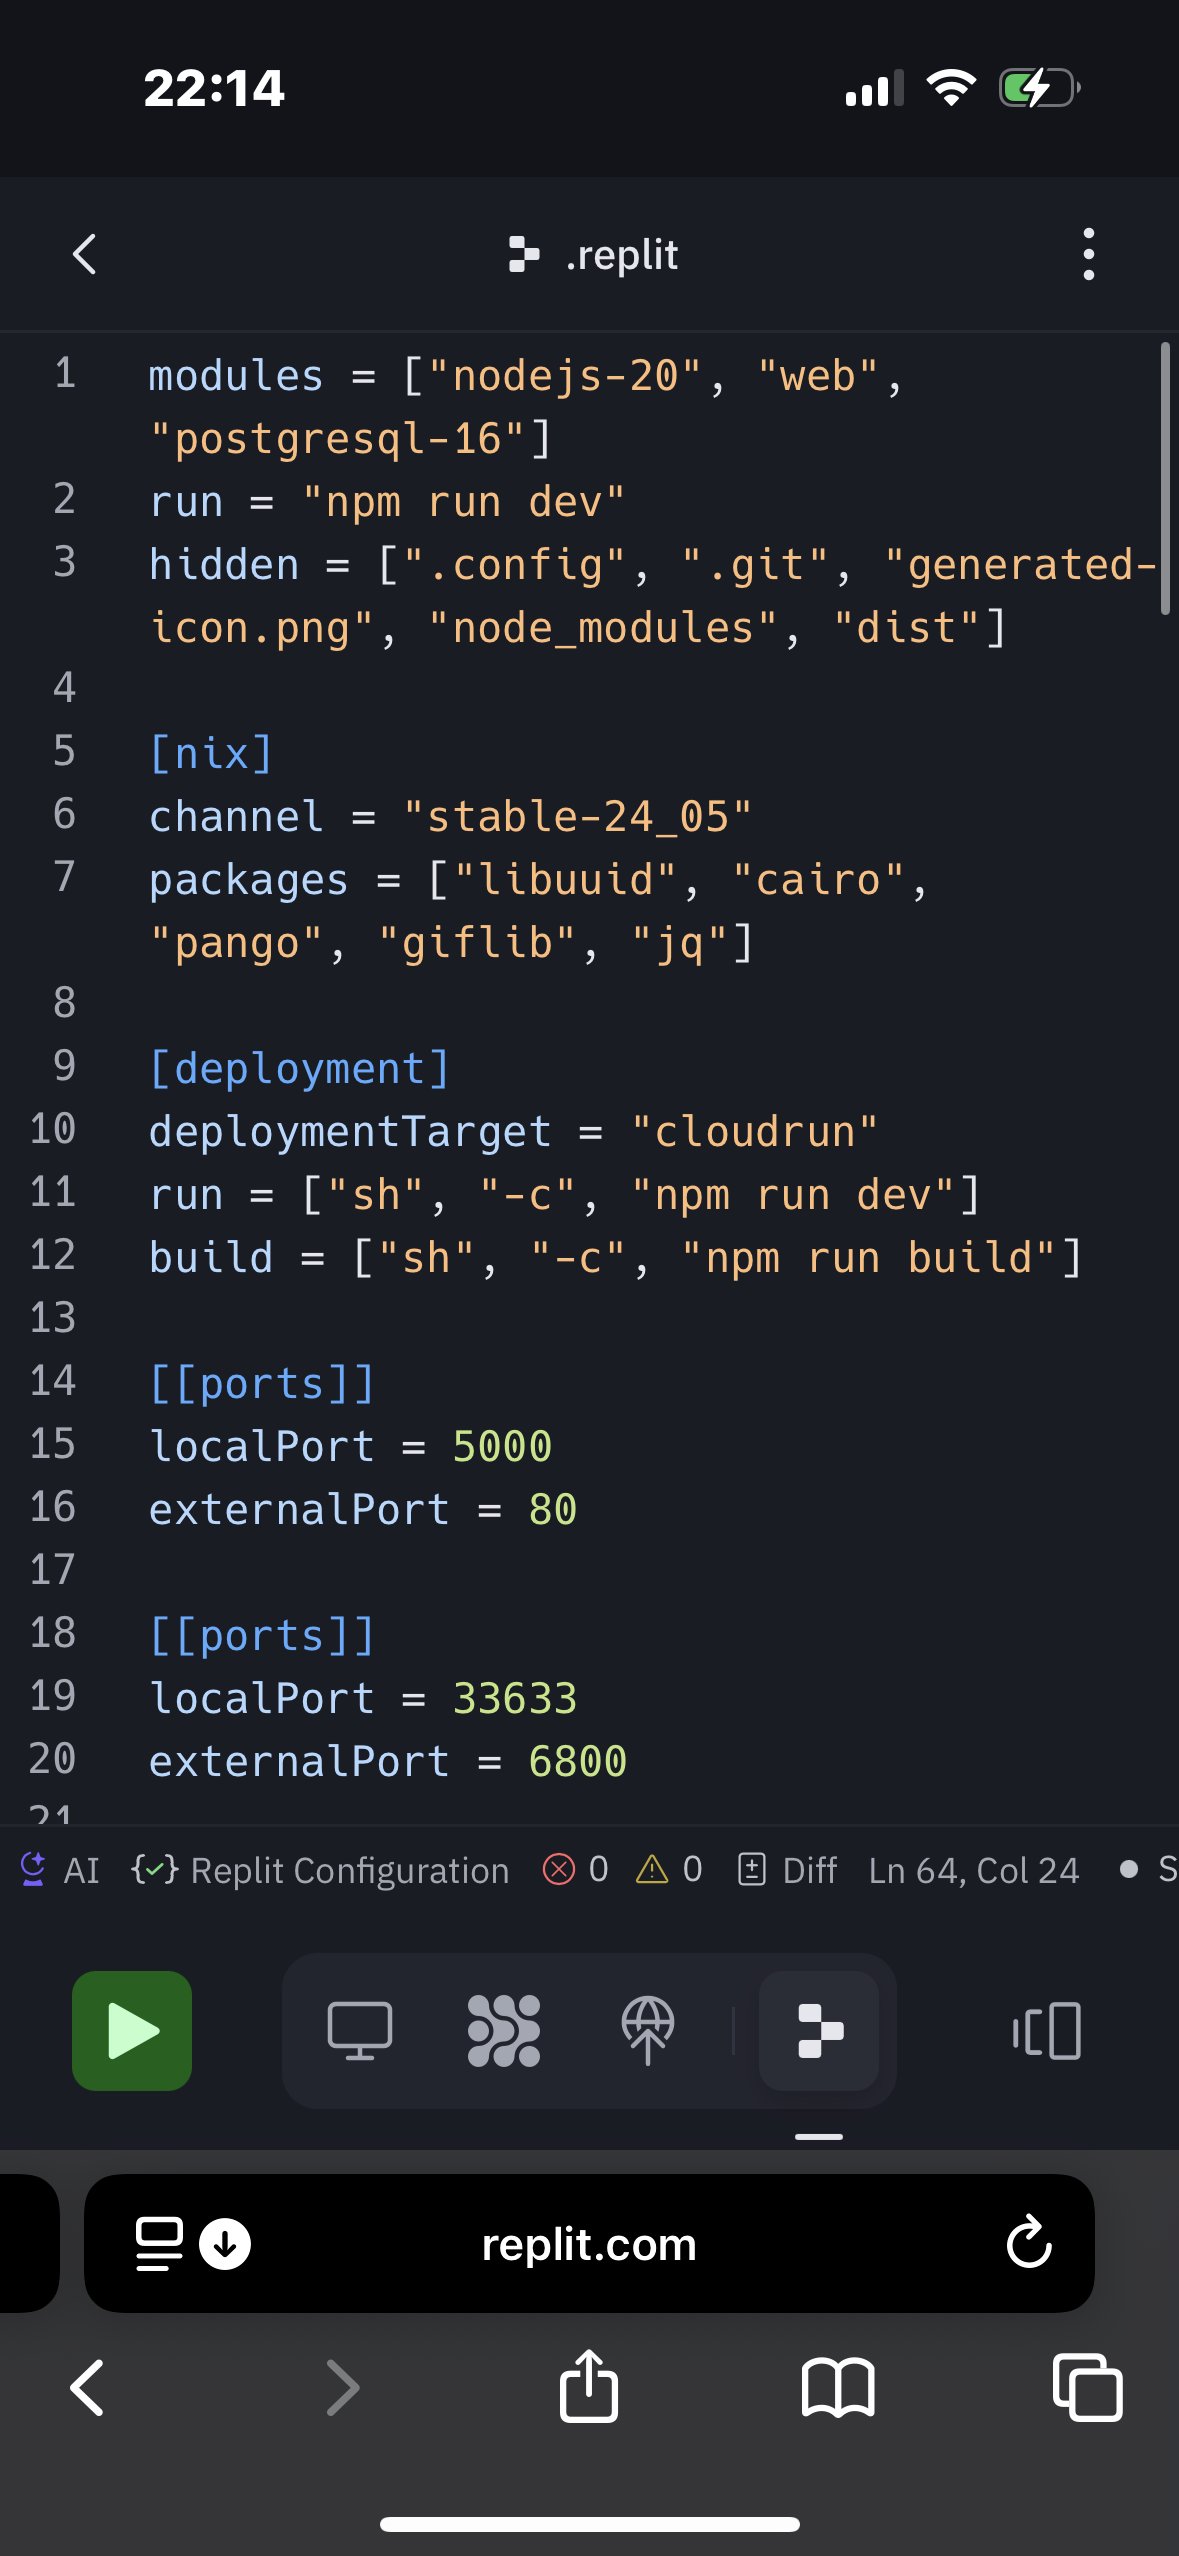 22:14
.replit
1 modules = ["nodejs-20", "web",
"postgresql-16"]
2 run = "npm run dev"
3 hidden = [".config", ".git", "generated-
icon.png", "node_modules", "dist"]
4
5 [nix]
6 channel = "stable-24_05"
7 packages = ["libuuid", "cairo",
"pango", "giflib", "jq"]
8
9 [deployment]
10 deploymentTarget = "cloudrun"
11 run = ["sh", "-c", "npm run dev"]
12 build = ["sh", "-c", "npm run build"]
13
14 [[ports]]
15 localPort = 5000
16 externalPort = 80
17
18 [[ports]]
19 localPort = 33633
20 externalPort = 6800
21
AI Replit Configuration 0 0 Diff Ln 64, Col 24 S
replit.com